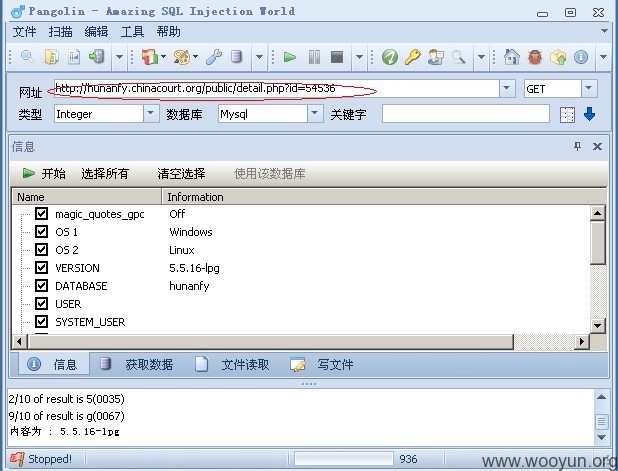 Pangolin - Amazing SQL Injection World
文件 扫描 编辑 工具 帮助
网址 http://hunanfy.chinacourt.org/public/detail.php?id=54536 GET
类型 Integer 数据库 Mysql 关键字
信息
开始 选择所有 清空选择 使用该数据库
Name Information
magic_quotes_gpc Off
OS 1 Windows
OS 2 Linux
VERSION 5.5.16-lpg
DATABASE hunanfy
USER
SYSTEM_USER
信息 获取数据 文件读取 写文件
2/10 of result is 5(0035)
9/10 of result is g(0067)
内容为 : 5.5.16-lpg
Stopped! 936
www.wooyun.org